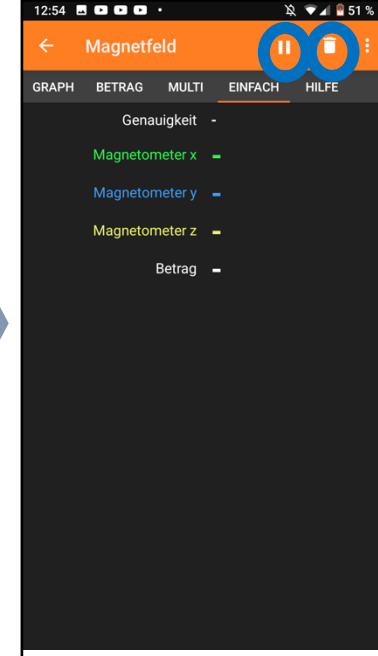 12:54 51 %
Magnetfeld
GRAPH BETRAG MULTI EINFACH HILFE
Genauigkeit -
Magnetometer x -
Magnetometer y -
Magnetometer z -
Betrag -